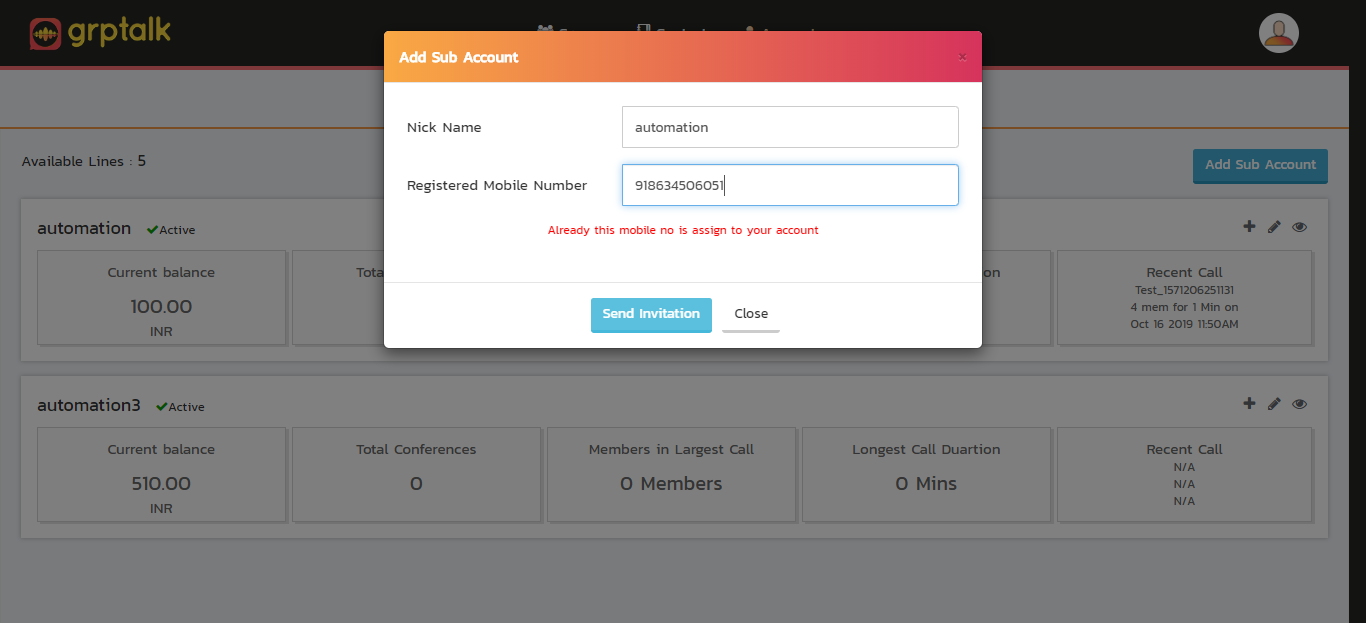 grptalk
Add Sub Account
×
Nick Name
automation
Available Lines : 5
Add Sub Account
Registered Mobile Number
918634506051
Already this mobile no is assign to your account
automation
Active
Current balance
100.00
INR
Tota
on
Recent Call
Test_1571206251131
4 mem for 1 Min on
Oct 16 2019 11:50AM
Send Invitation
Close
automation3
Active
Current balance
510.00
INR
Total Conferences
0
Members in Largest Call
0 Members
Longest Call Duartion
0 Mins
Recent Call
N/A
N/A
N/A